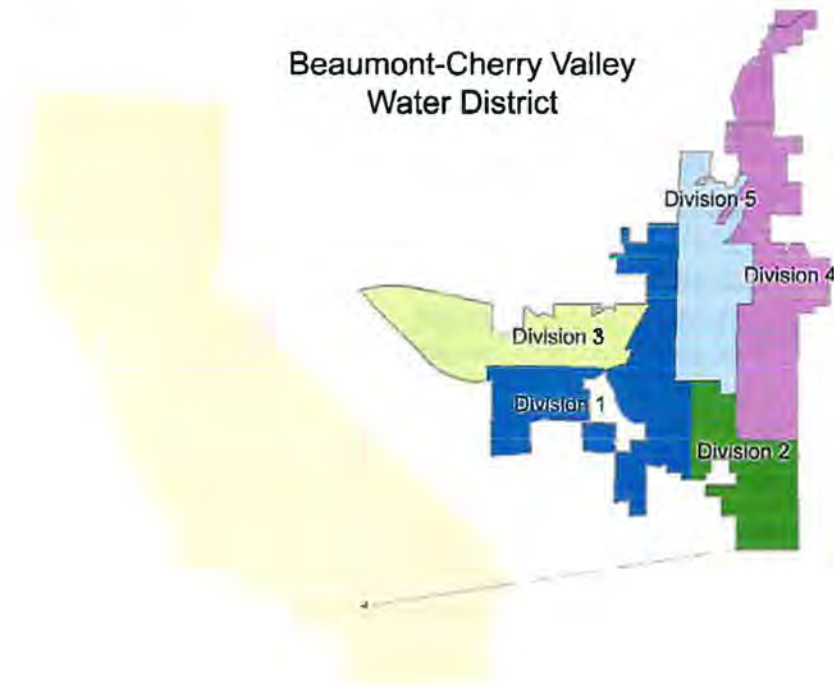 Beaumont-Cherry Valley
Water District
Division 5
Division 4
Division 3
Division 1
Division 2